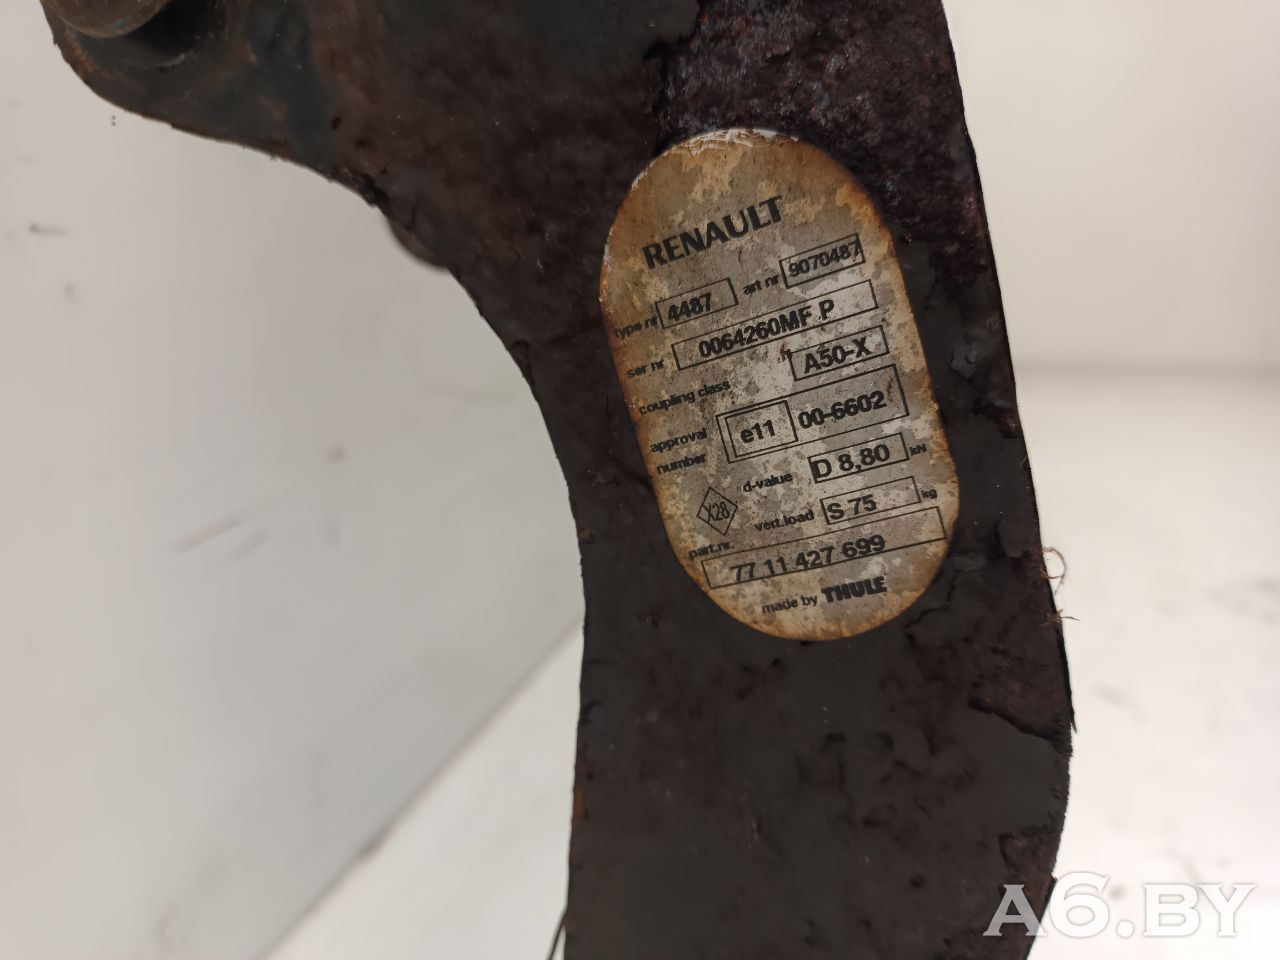 RENAULT
type nr 4487 art nr 9070487
ser nr 0064260MF P
coupling class A50-X
approval number e11 00-6602
d-value D 8,80 kN
X28 vert.load S 75 kg
part.nr. 77 11 427 699
made by THULE
A6.BY